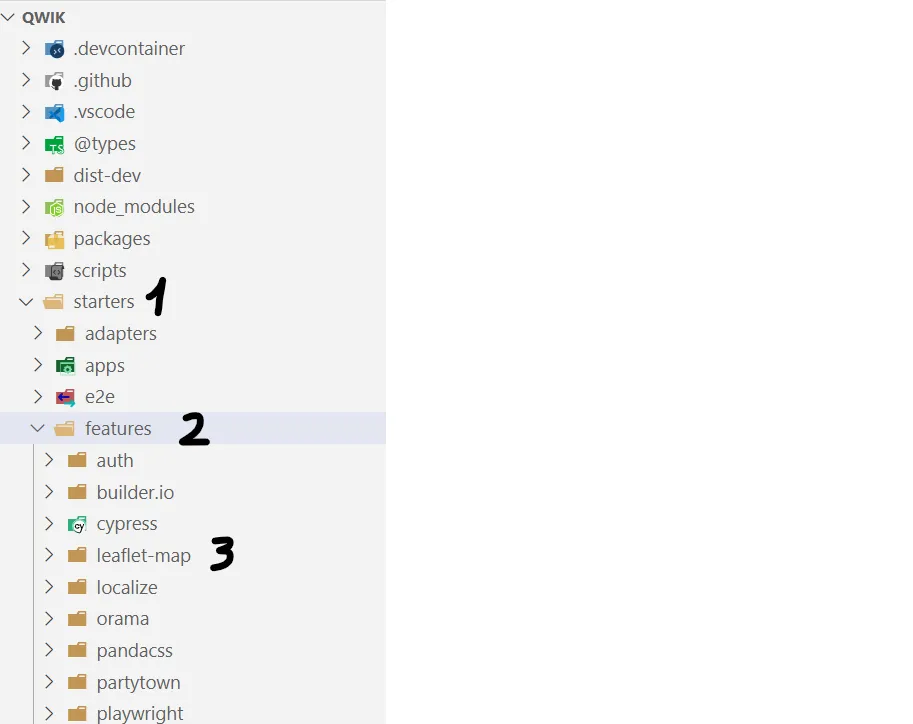 QWIK
.devcontainer
.github
.vscode
@types
dist-dev
node_modules
packages
scripts
starters 1
adapters
apps
e2e
features 2
auth
builder.io
cypress
leaflet-map 3
localize
orama
pandacss
partytown
playwright